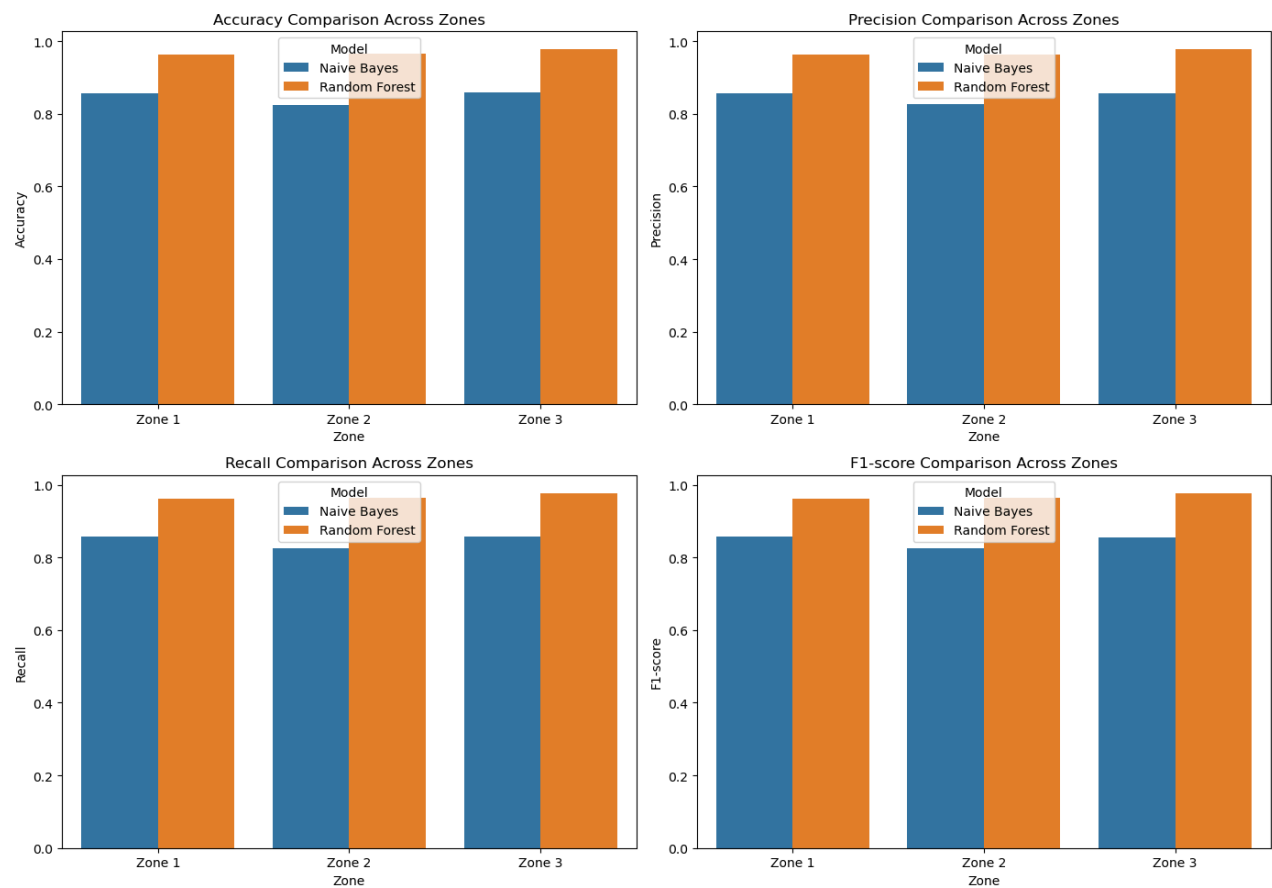 Accuracy Comparison Across Zones
Model
Naive Bayes
Random Forest
1.0
0.8
0.6
0.4
0.2
0.0
Accuracy
Zone 1
Zone 2
Zone 3
Zone
Precision Comparison Across Zones
Model
Naive Bayes
Random Forest
1.0
0.8
0.6
0.4
0.2
0.0
Precision
Zone 1
Zone 2
Zone 3
Zone
Recall Comparison Across Zones
Model
Naive Bayes
Random Forest
1.0
0.8
0.6
0.4
0.2
0.0
Recall
Zone 1
Zone 2
Zone 3
Zone
F1-score Comparison Across Zones
Model
Naive Bayes
Random Forest
1.0
0.8
0.6
0.4
0.2
0.0
F1-score
Zone 1
Zone 2
Zone 3
Zone